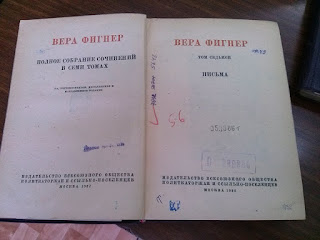 ВЕРА ФИГНЕР
ПОЛНОЕ СОБРАНИЕ СОЧИНЕНИЙ
В СЕМИ ТОМАХ
ИЗДАТЕЛЬСТВО ВСЕСОЮЗНОГО ОБЩЕСТВА
ПОЛИТКАТОРЖАН И ССЫЛЬНО-ПОСЕЛЕНЦЕВ
МОСКВА
ВЕРА ФИГНЕР
ТОМ СЕДЬМОЙ
ПИСЬМА
56
ИЗДАТЕЛЬСТВО ВСЕСОЮЗНОГО ОБЩЕСТВА
ПОЛИТКАТОРЖАН И ССЫЛЬНО-ПОСЕЛЕНЦЕВ
МОСКВА